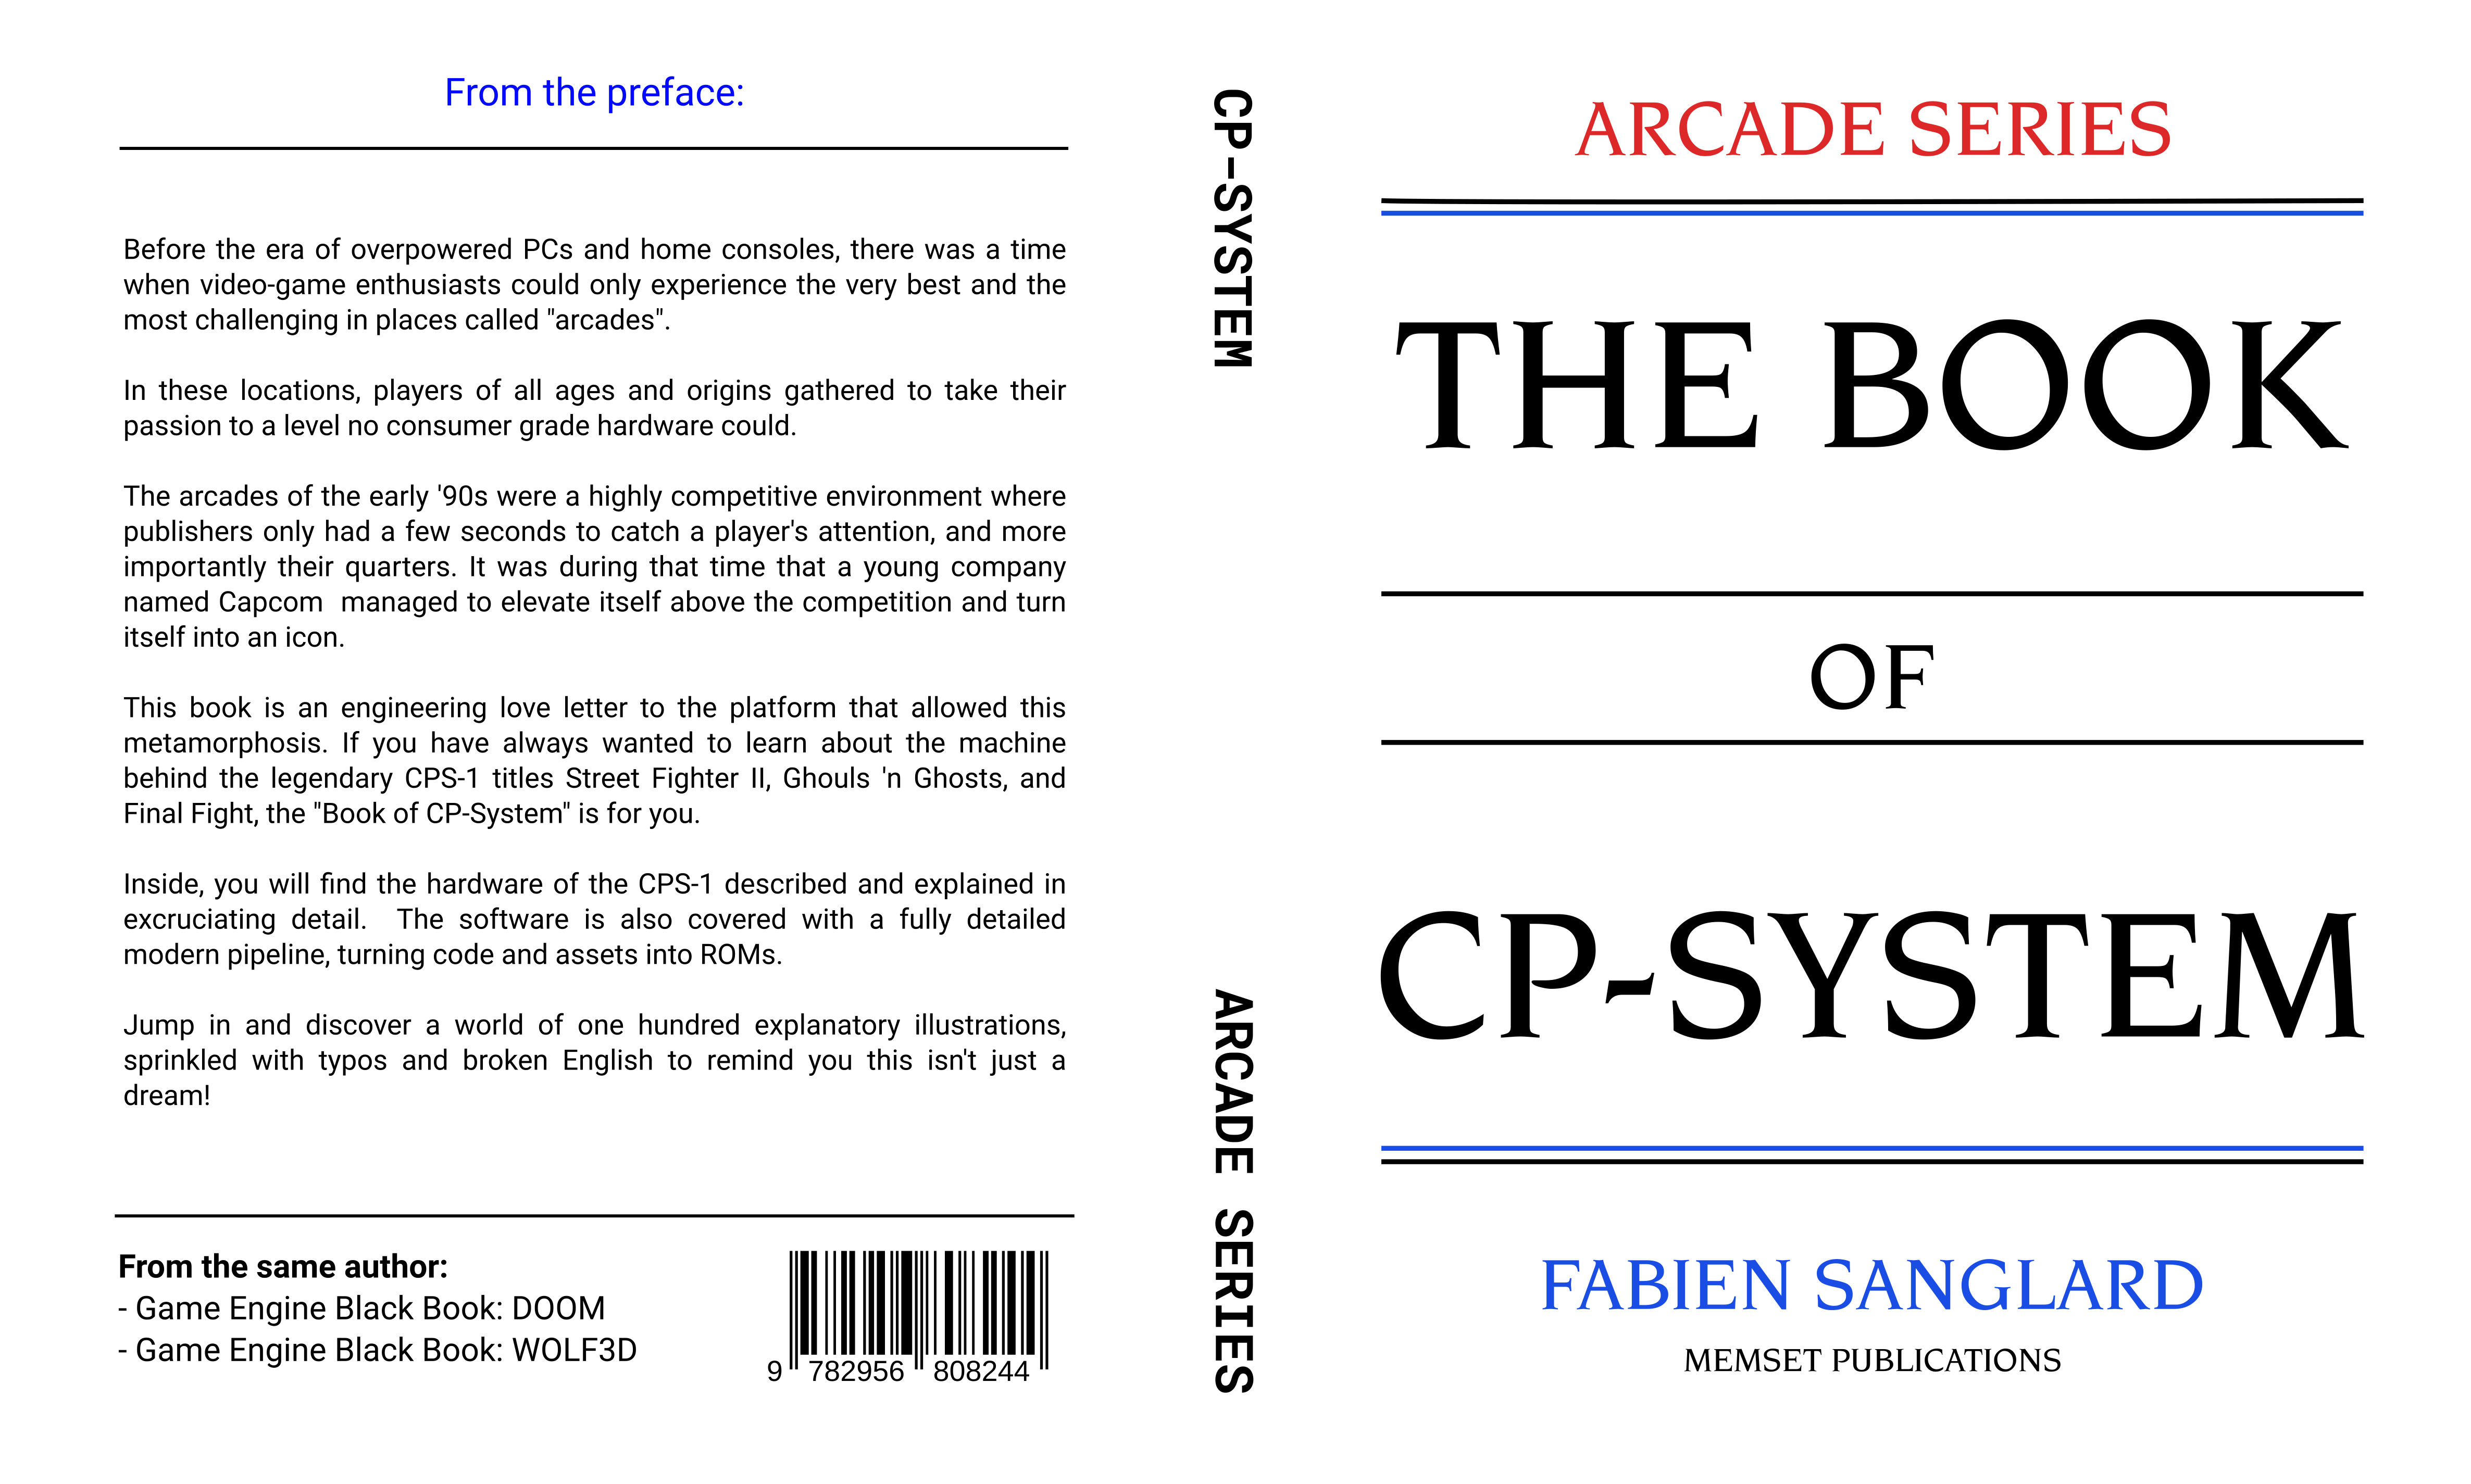 From the preface:
Before the era of overpowered PCs and home consoles, there was a time
when video-game enthusiasts could only experience the very best and the
most challenging in places called "arcades".
In these locations, players of all ages and origins gathered to take their
passion to a level no consumer grade hardware could.
The arcades of the early '90s were a highly competitive environment where
publishers only had a few seconds to catch a player's attention, and more
importantly their quarters. It was during that time that a young company
named Capcom  managed to elevate itself above the competition and turn
itself into an icon.
This book is an engineering love letter to the platform that allowed this
metamorphosis. If you have always wanted to learn about the machine
behind the legendary CPS-1 titles Street Fighter II, Ghouls 'n Ghosts, and
Final Fight, the "Book of CP-System" is for you.
Inside, you will find the hardware of the CPS-1 described and explained in
excruciating detail.  The software is also covered with a fully detailed
modern pipeline, turning code and assets into ROMs.
Jump in and discover a world of one hundred explanatory illustrations,
sprinkled with typos and broken English to remind you this isn't just a
dream!
From the same author:
- Game Engine Black Book: DOOM
- Game Engine Black Book: WOLF3D
9 782956 808244
CP-SYSTEM
ARCADE SERIES
ARCADE SERIES
THE BOOK
OF
CP-SYSTEM
FABIEN SANGLARD
MEMSET PUBLICATIONS